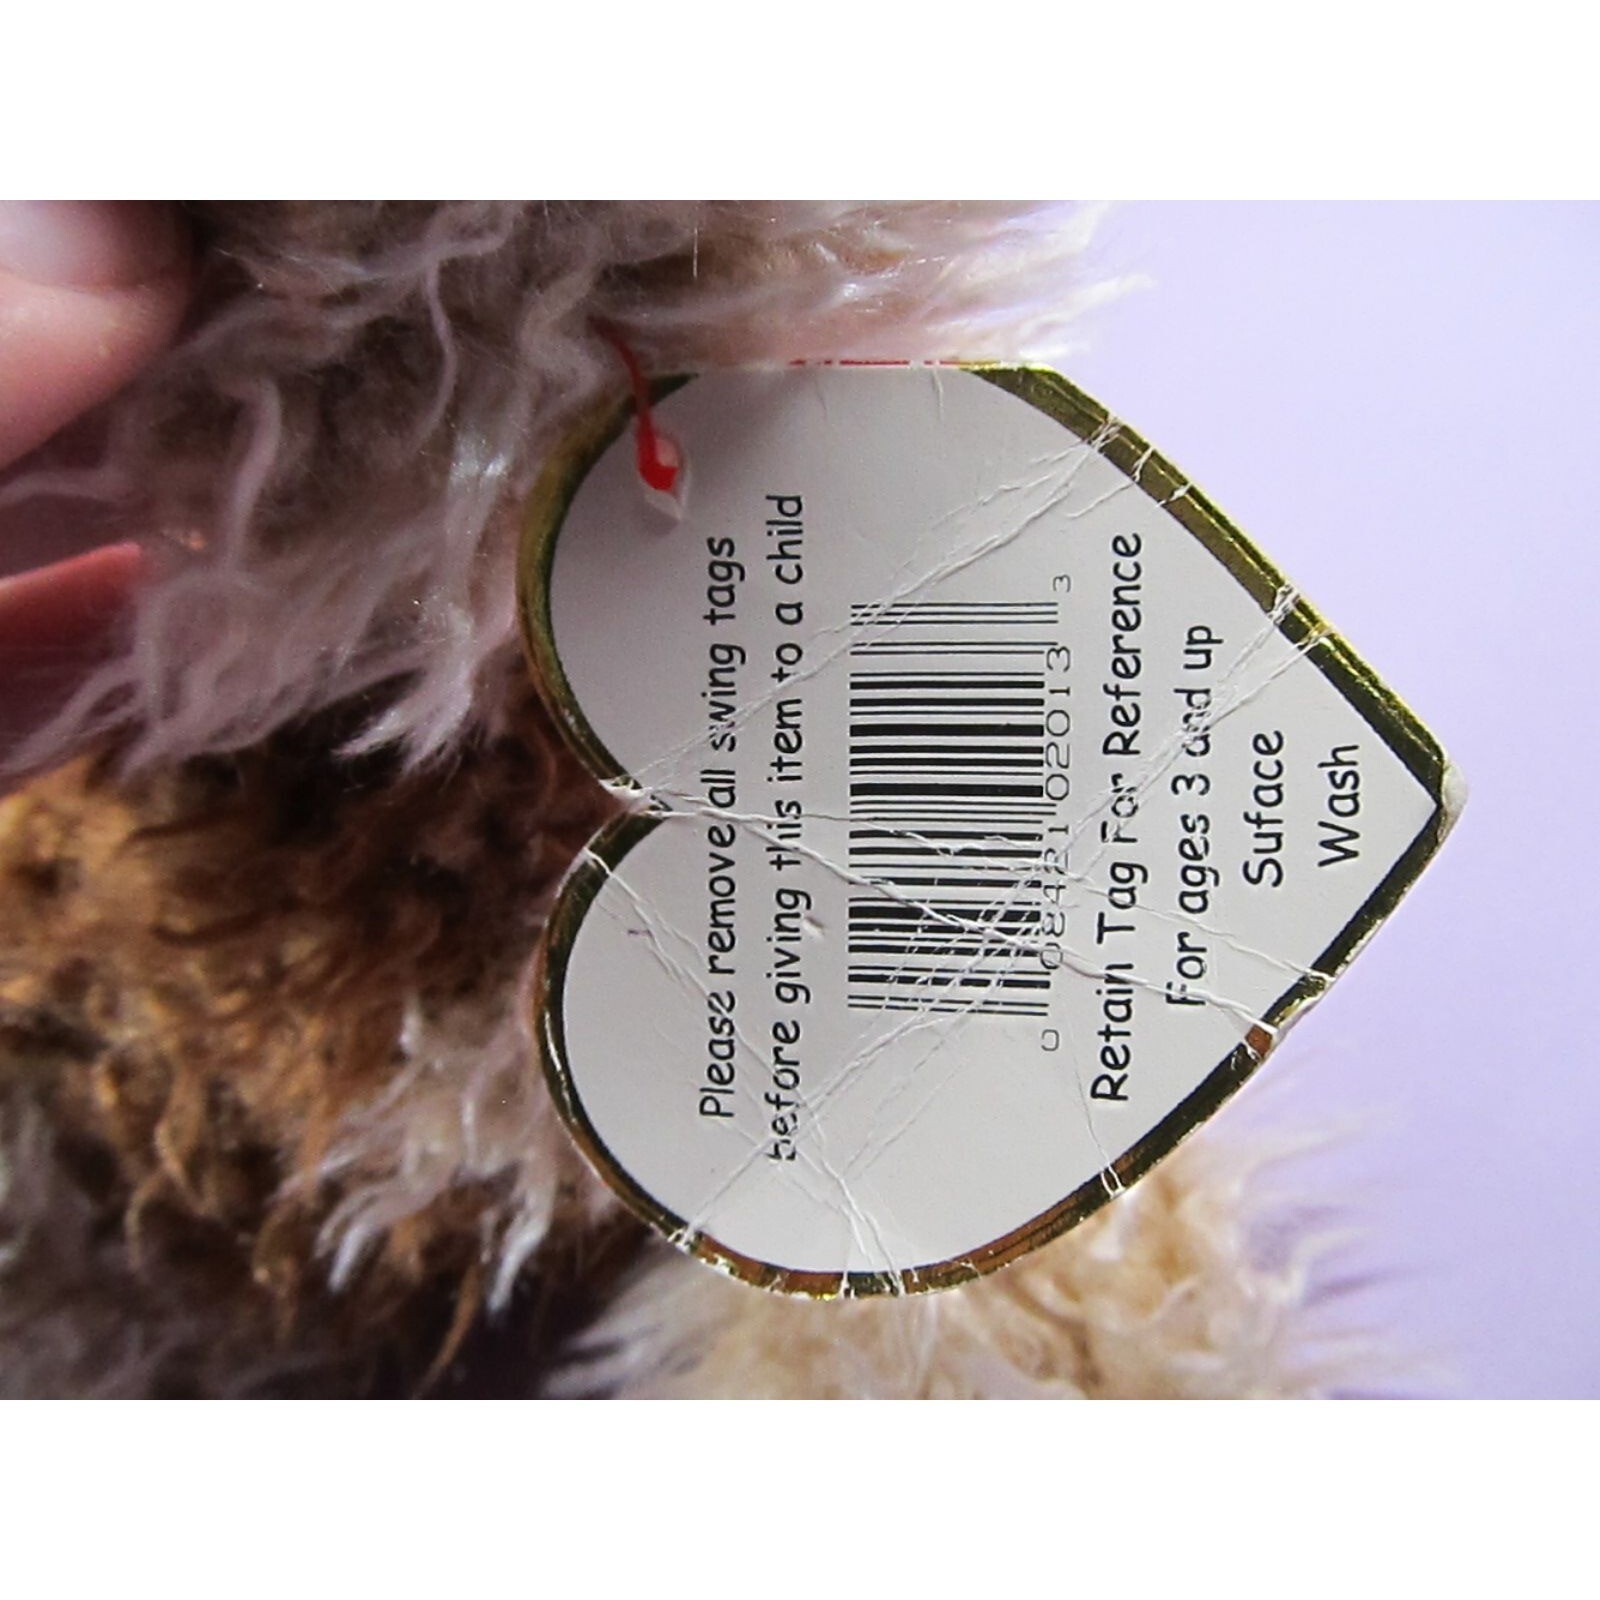 Please remove all swing tags
before giving this item to a child
0 08421 02013 3
Retain Tag For Reference
For ages 3 and up
Suface
Wash